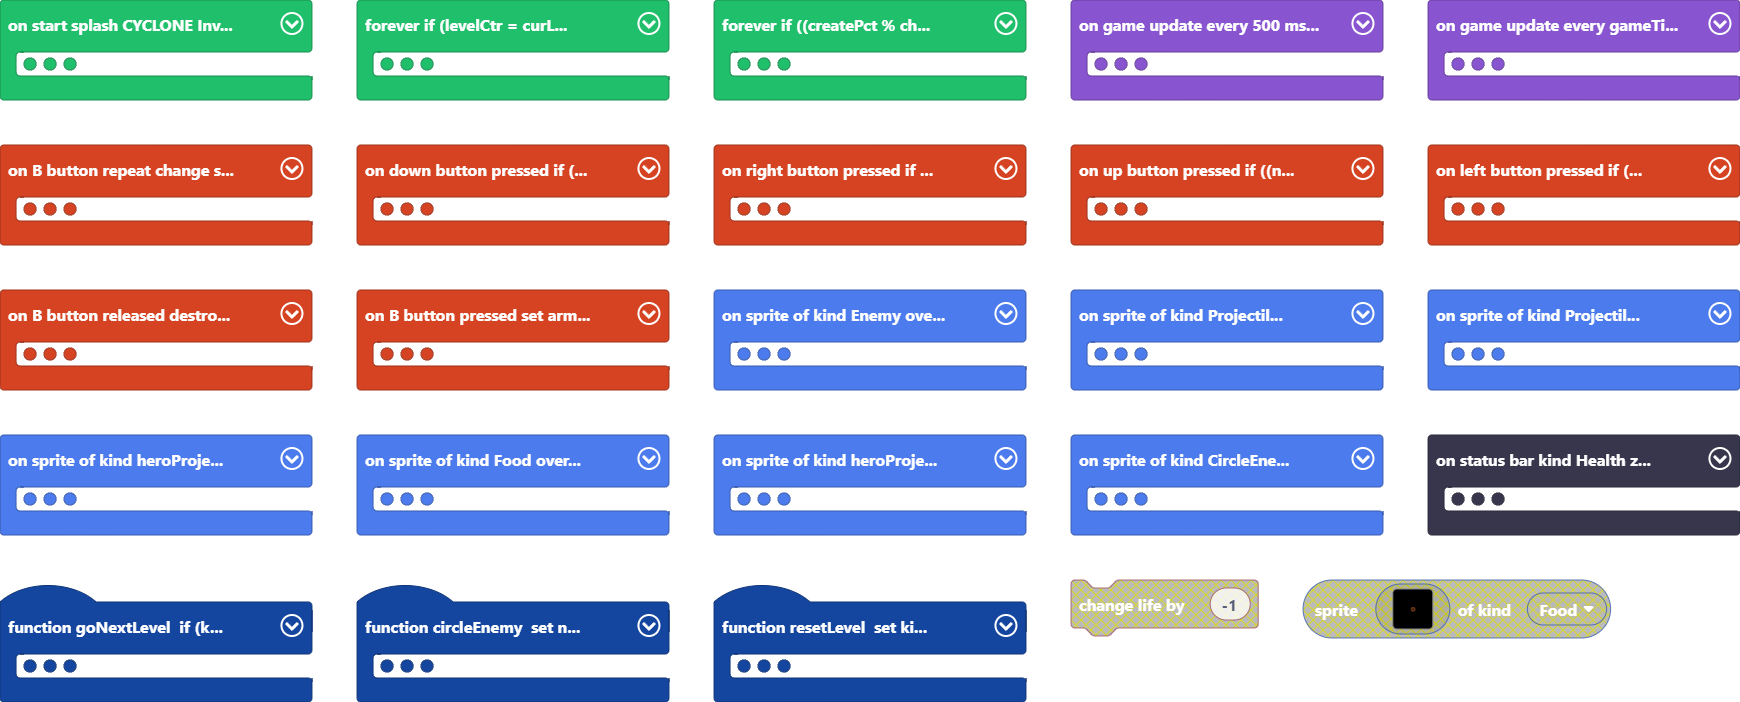 on start splash CYCLONE Inv...
forever if (levelCtr = curL...
forever if ((createPct % ch...
on game update every 500 ms...
on game update every gameTi...
on B button repeat change s...
on down button pressed if (...
on right button pressed if ...
on up button pressed if ((n...
on left button pressed if (...
on B button released destro...
on B button pressed set arm...
on sprite of kind Enemy ove...
on sprite of kind Projectil...
on sprite of kind Projectil...
on sprite of kind heroProje...
on sprite of kind Food over...
on sprite of kind heroProje...
on sprite of kind CircleEne...
on status bar kind Health z...
function goNextLevel if (k...
function circleEnemy set n...
function resetLevel set ki...
change life by -1
sprite of kind Food